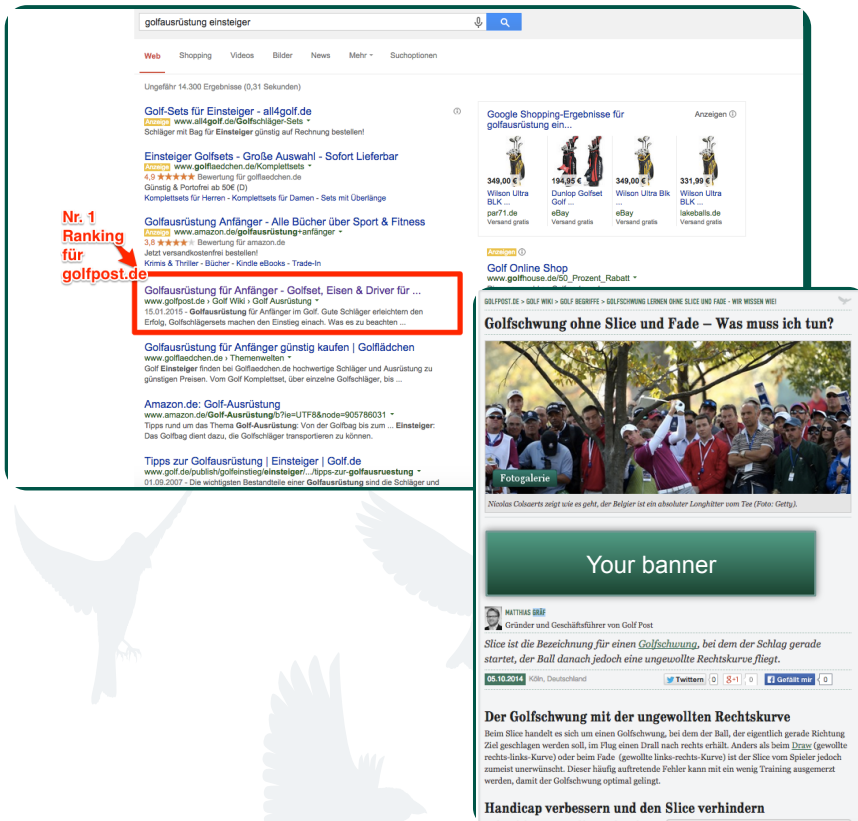 golfausrüstung einsteiger
Web Shopping Videos Bilder News Mehr Suchoptionen
Ungefähr 14.300 Ergebnisse (0,31 Sekunden)
Golf-Sets für Einsteiger - all4golf.de
Anzeige www.all4golf.de/Golfschläger-Sets
Schläger mit Bag für Einsteiger günstig auf Rechnung bestellen!
Einsteiger Golfsets - Große Auswahl - Sofort Lieferbar
Anzeige www.golflaedchen.de/Komplettsets
4,9 ★★★★★ Bewertung für golflaedchen.de
Günstig & Portofrei ab 50€ (D)
Komplettsets für Herren - Komplettsets für Damen - Sets mit Überlänge
Golfausrüstung Anfänger - Alle Bücher über Sport & Fitness
Anzeige www.amazon.de/golfausrüstung+anfänger
3,8 ★★★★★ Bewertung für amazon.de
Jetzt versandkostenfrei bestellen!
Krimis & Thriller - Bücher - Kindle eBooks - Trade-In
Nr. 1
Ranking
für
golfpost.de
Golfausrüstung für Anfänger - Golfset, Eisen & Driver für ...
www.golfpost.de › Golf Wiki › Golf Ausrüstung
15.01.2015 - Golfausrüstung für Anfänger im Golf. Gute Schläger erleichtern den
Erfolg, Golfschlägersets machen den Einstieg einach. Was es zu beachten ...
Golfausrüstung für Anfänger günstig kaufen | Golflädchen
www.golflaedchen.de › Themenwelten
Golf Einsteiger finden bei Golflaedchen.de hochwertige Schläger und Ausrüstung zu
günstigen Preisen. Vom Golf Komplettset, über einzelne Golfschläger, bis ...
Amazon.de: Golf-Ausrüstung
www.amazon.de/Golf-Ausrüstung/b?ie=UTF8&node=905786031
Tipps rund um das Thema Golf-Ausrüstung: Von der Golfbag bis zum ... Einsteiger:
Das Golfbag dient dazu, die Golfschläger transportieren zu können.
Tipps zur Golfausrüstung | Einsteiger | Golf.de
www.golf.de/publish/golfeinstieg/einsteiger/.../tipps-zur-golfausruestung
01.09.2007 - Die wichtigsten Bestandteile einer Golfausrüstung sind die Schläger und
Google Shopping-Ergebnisse für
golfausrüstung ein...
Anzeigen
349,00 € 194,95 € 349,00 € 331,99 €
Wilson Ultra Dunlop Golfset Wilson Ultra Blk Wilson Ultra
BLK ... Golf ... ... BLK ...
par71.de eBay eBay lakeballs.de
Versand gratis Versand gratis Versand gratis Versand gratis
Anzeigen
Golf Online Shop
www.golfhouse.de/50_Prozent_Rabatt
GOLFPOST.DE > GOLF WIKI > GOLF BEGRIFFE > GOLFSCHWUNG LERNEN OHNE SLICE UND FADE - WIR WISSEN WIE!
Golfschwung ohne Slice und Fade – Was muss ich tun?
Fotogalerie
Nicolas Colsaerts zeigt wie es geht, der Belgier ist ein absoluter Longhitter vom Tee (Foto: Getty).
Your banner
MATTHIAS GRÄF
Gründer und Geschäftsführer von Golf Post
Slice ist die Bezeichnung für einen Golfschwung, bei dem der Schlag gerade
startet, der Ball danach jedoch eine ungewollte Rechtskurve fliegt.
05.10.2014 Köln, Deutschland Twittern 0 g+1 0 Gefällt mir 0
Der Golfschwung mit der ungewollten Rechtskurve
Beim Slice handelt es sich um einen Golfschwung, bei dem der Ball, der eigentlich gerade Richtung
Ziel geschlagen werden soll, im Flug einen Drall nach rechts erhält. Anders als beim Draw (gewollte
rechts-links-Kurve) oder beim Fade (gewollte links-rechts-Kurve) ist der Slice vom Spieler jedoch
zumeist unerwünscht. Dieser häufig auftretende Fehler kann mit ein wenig Training ausgemerzt
werden, damit der Golfschwung optimal gelingt.
Handicap verbessern und den Slice verhindern